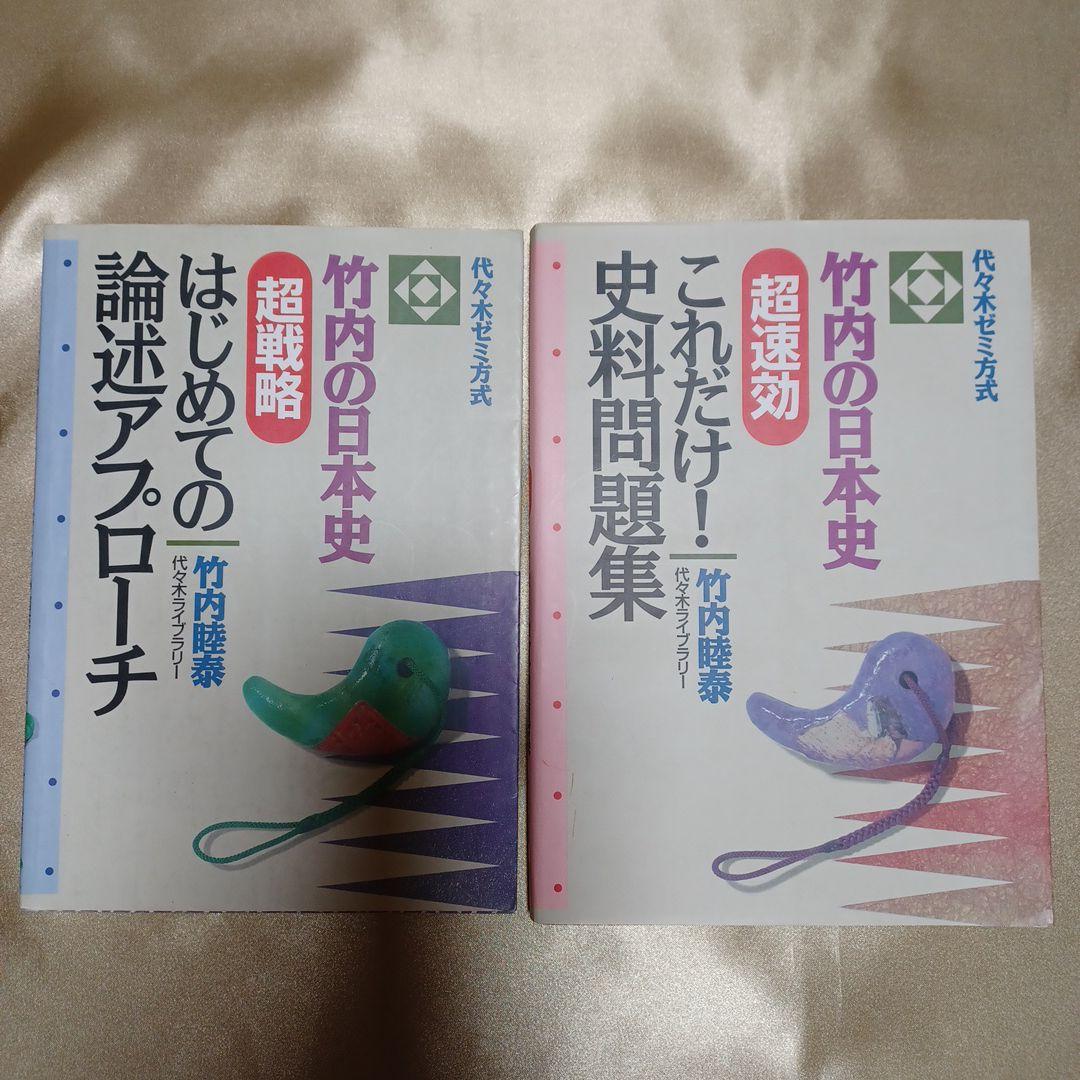 代々木ゼミ方式
竹内の日本史
超戦略
はじめての
論述アプローチ
竹内睦泰
代々木ライブラリー
代々木ゼミ方式
竹内の日本史
超速効
これだけ!
史料問題集
竹内睦泰
代々木ライブラリー